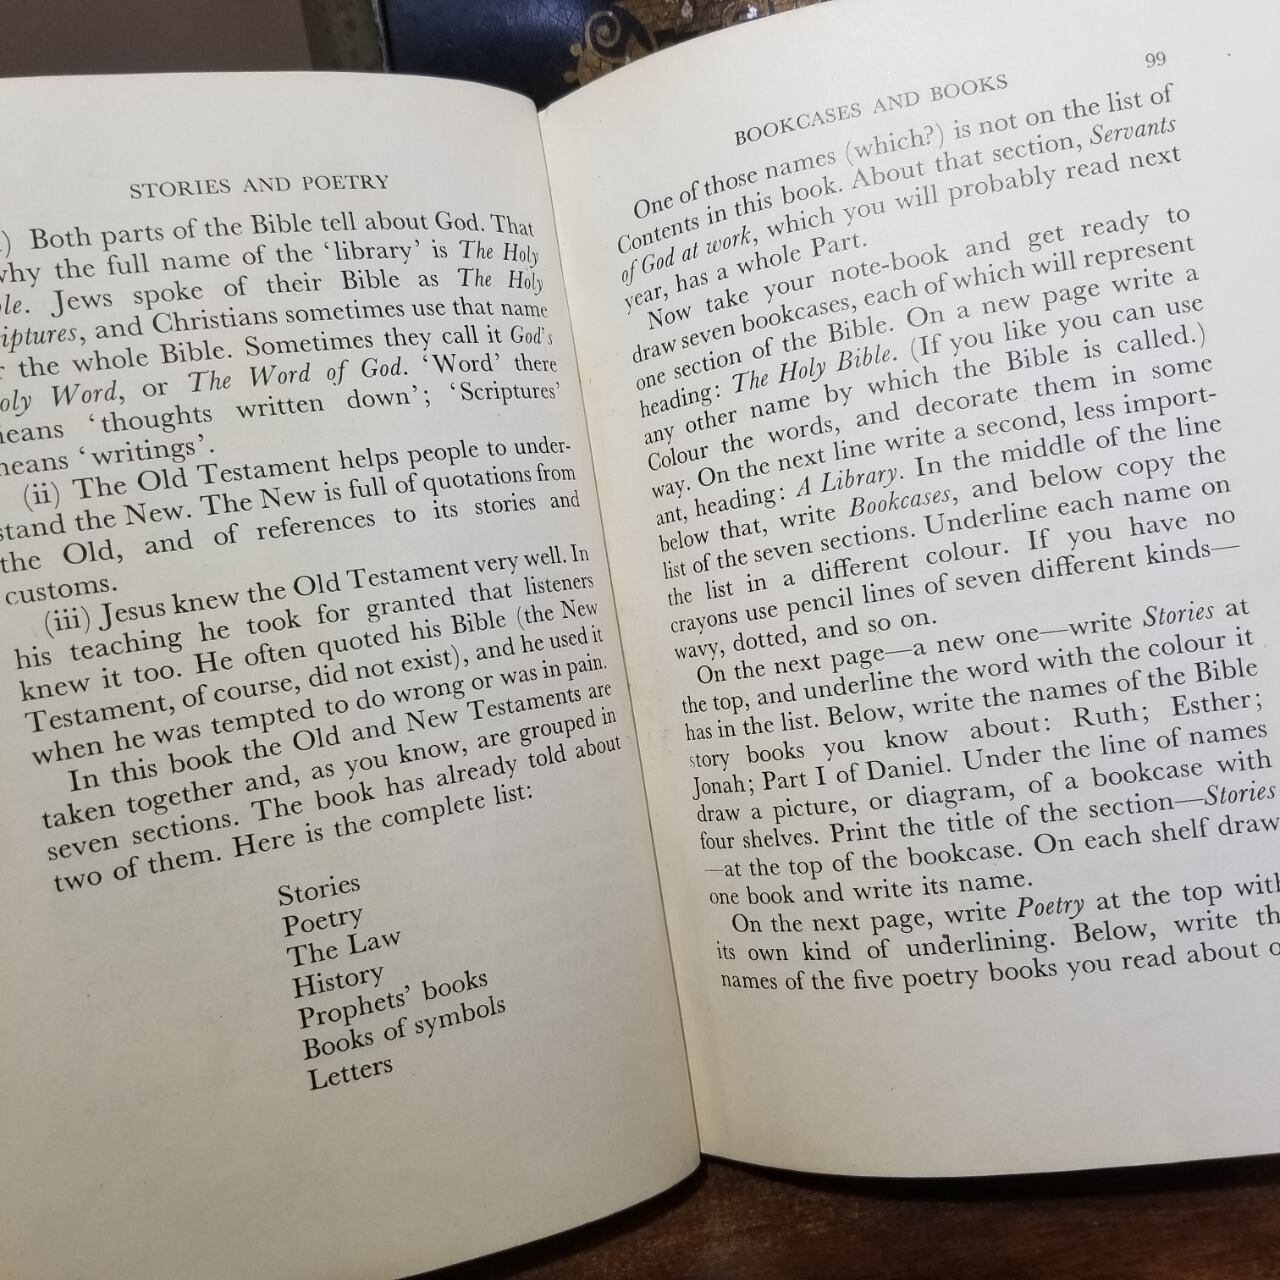 STORIES AND POETRY
) Both parts of the Bible tell about God. That
why the full name of the ‘library’ is The Holy
ble. Jews spoke of their Bible as The Holy
iptures, and Christians sometimes use that name
r the whole Bible. Sometimes they call it God's
oly Word, or The Word of God. ‘Word’ there
eans ‘thoughts written down’; ‘Scriptures’
neans ‘writings’.
(ii) The Old Testament helps people to under-
stand the New. The New is full of quotations from
the Old, and of references to its stories and
customs.
(iii) Jesus knew the Old Testament very well. In
his teaching he took for granted that listeners
knew it too. He often quoted his Bible (the New
Testament, of course, did not exist), and he used it
when he was tempted to do wrong or was in pain.
In this book the Old and New Testaments are
taken together and, as you know, are grouped in
seven sections. The book has already told about
two of them. Here is the complete list:
Stories
Poetry
The Law
History
Prophets’ books
Books of symbols
Letters
BOOKCASES AND BOOKS 99
One of those names (which?) is not on the list of
Contents in this book. About that section, Servants
of God at work, which you will probably read next
year, has a whole Part.
Now take your note-book and get ready to
draw seven bookcases, each of which will represent
one section of the Bible. On a new page write a
heading: The Holy Bible. (If you like you can use
any other name by which the Bible is called.)
Colour the words, and decorate them in some
way. On the next line write a second, less import-
ant, heading: A Library. In the middle of the line
below that, write Bookcases, and below copy the
list of the seven sections. Underline each name on
the list in a different colour. If you have no
crayons use pencil lines of seven different kinds—
wavy, dotted, and so on.
On the next page—a new one—write Stories at
the top, and underline the word with the colour it
has in the list. Below, write the names of the Bible
story books you know about: Ruth; Esther;
Jonah; Part I of Daniel. Under the line of names
draw a picture, or diagram, of a bookcase with
four shelves. Print the title of the section—Stories
—at the top of the bookcase. On each shelf draw
one book and write its name.
On the next page, write Poetry at the top with
its own kind of underlining. Below, write th
names of the five poetry books you read about o